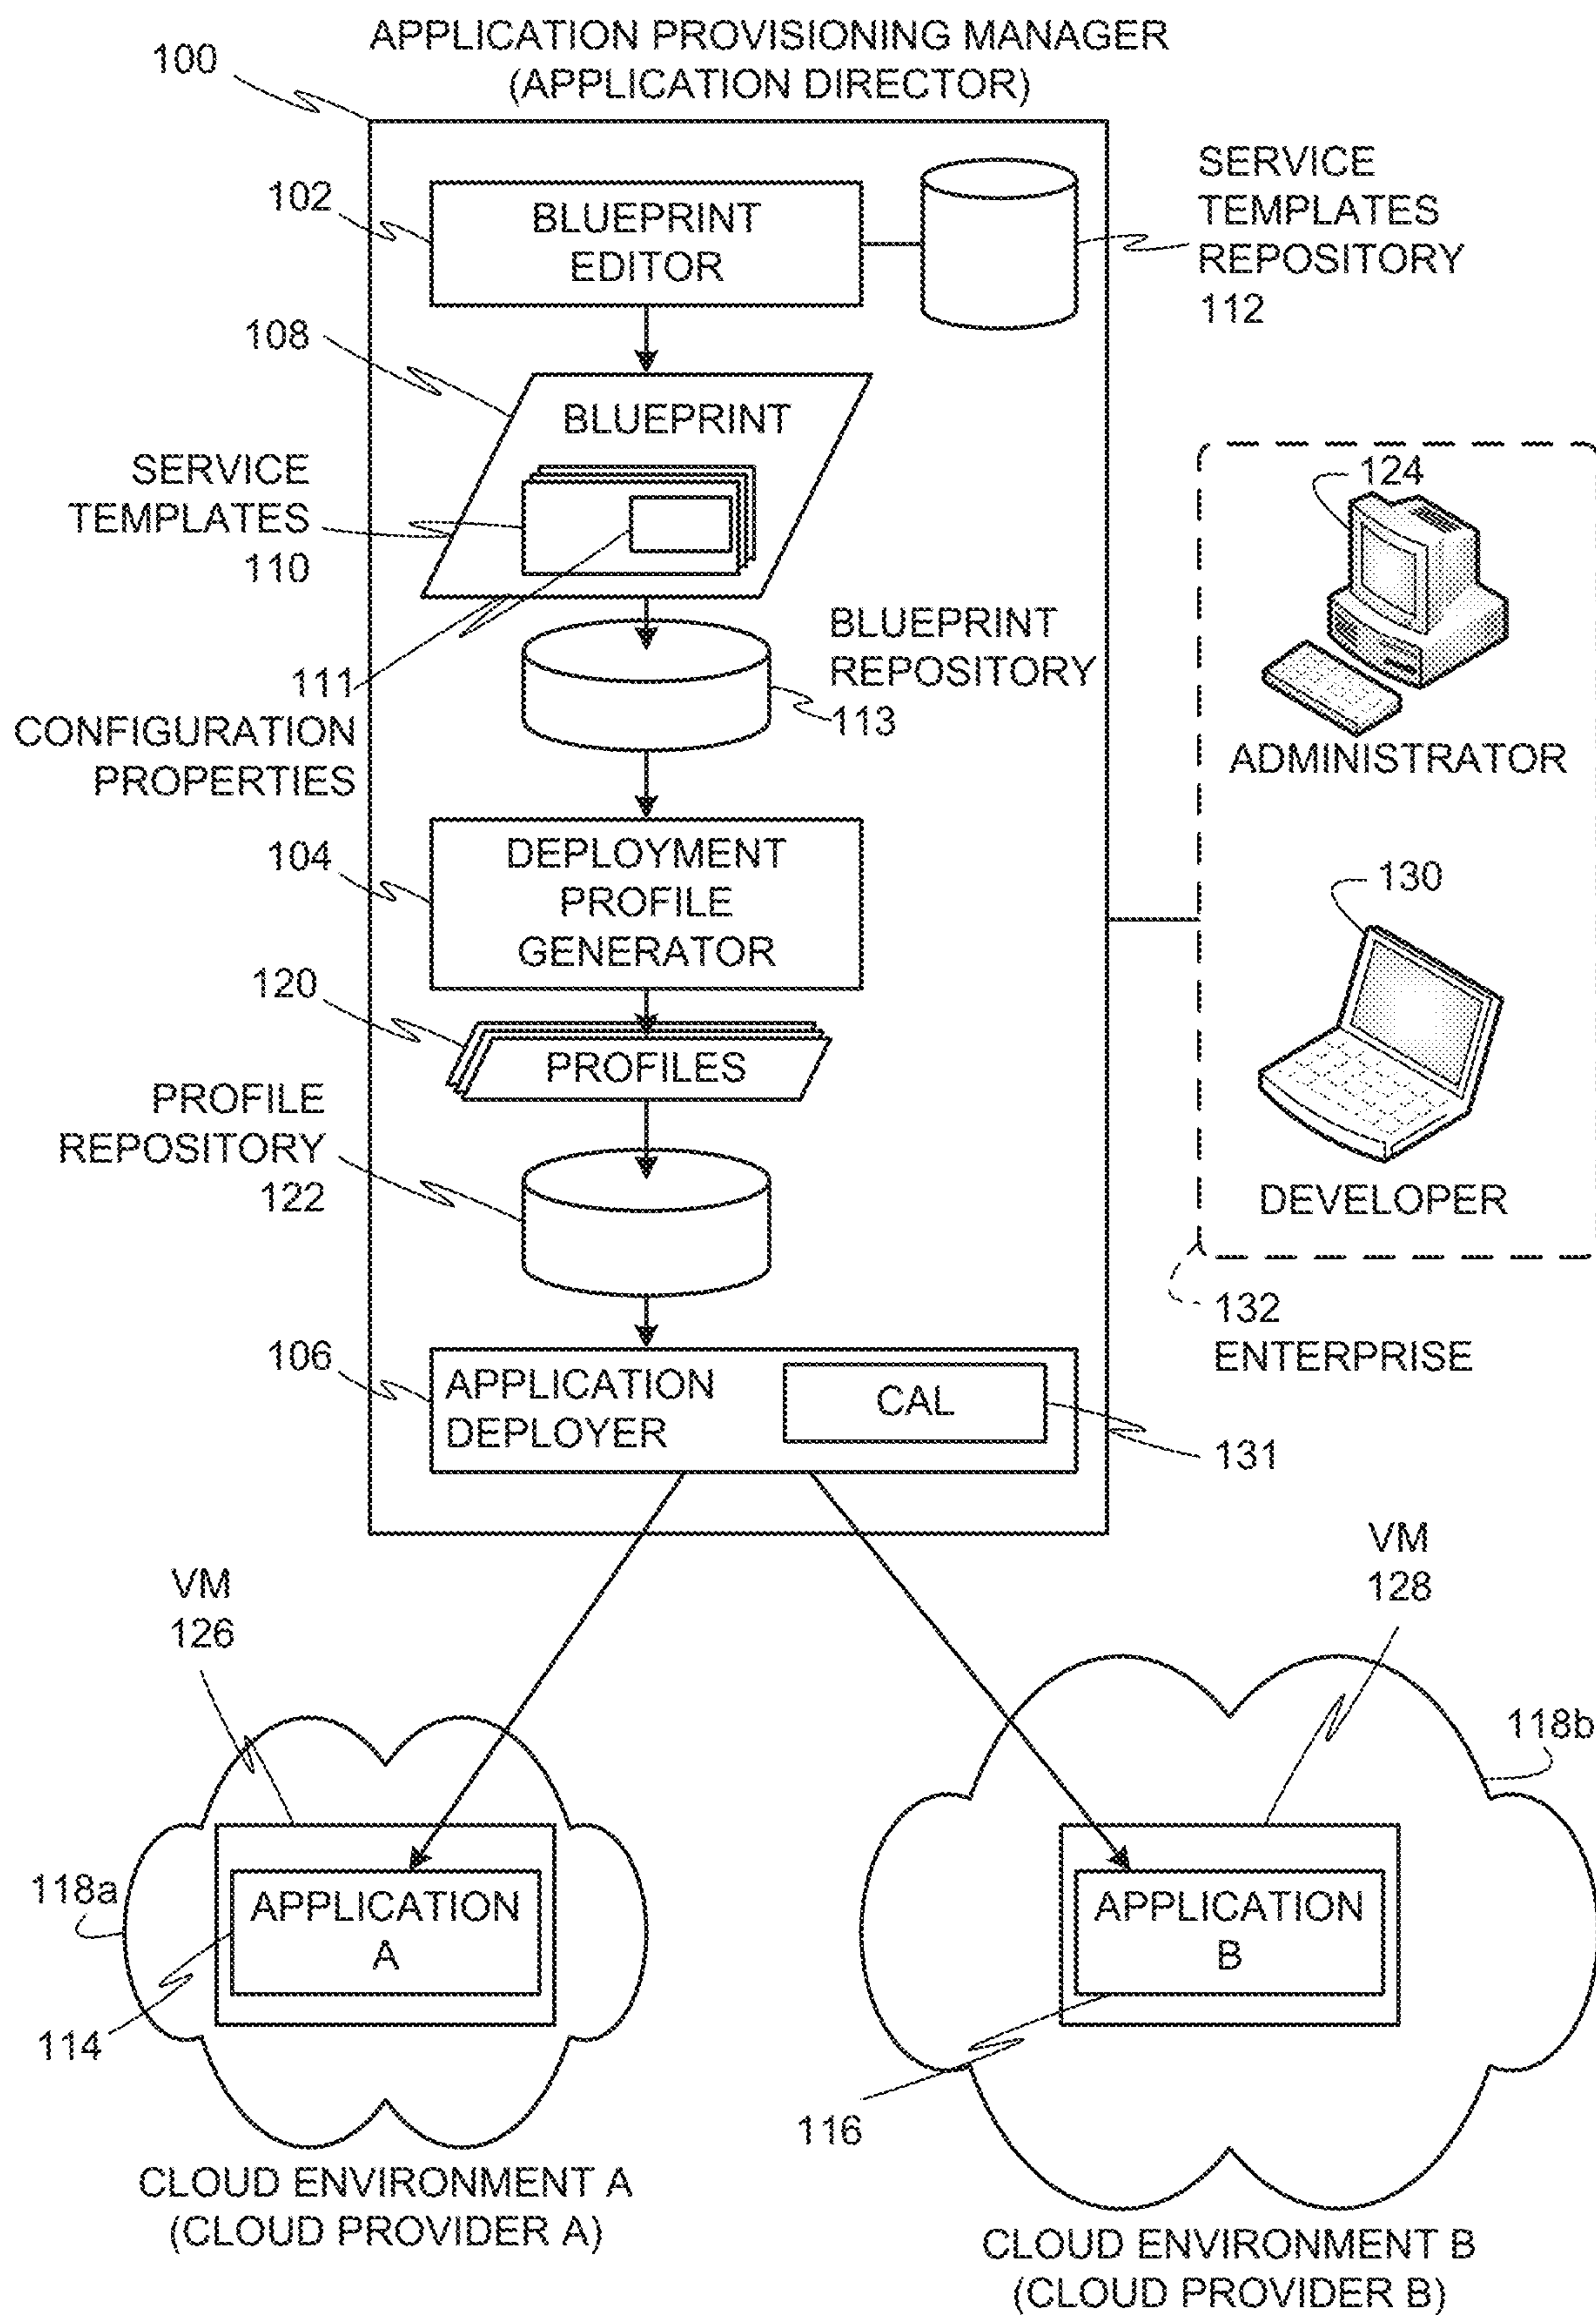 APPLICATION PROVISIONING MANAGER
(APPLICATION DIRECTOR)
100
102
BLUEPRINT
EDITOR
SERVICE
TEMPLATES
REPOSITORY
112
108
BLUEPRINT
SERVICE
TEMPLATES
110
111
CONFIGURATION
PROPERTIES
BLUEPRINT
REPOSITORY
113
124
ADMINISTRATOR
104
DEPLOYMENT
PROFILE
GENERATOR
130
DEVELOPER
120
PROFILES
PROFILE
REPOSITORY
122
132
ENTERPRISE
106
APPLICATION
DEPLOYER
CAL
131
VM
126
VM
128
118a
APPLICATION
A
114
118b
APPLICATION
B
116
CLOUD ENVIRONMENT A
(CLOUD PROVIDER A)
CLOUD ENVIRONMENT B
(CLOUD PROVIDER B)